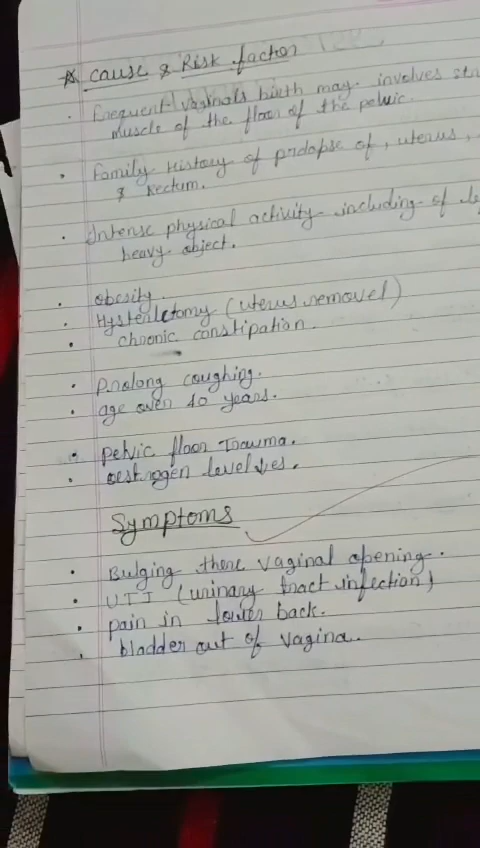 * cause & Risk factor
. Frequent vaginals birth may involves
muscle of the floor of the pelvic.
. Family History of prolapse of, uterus,
& Rectum.
. Intense physical activity including of
heavy object.
. obesity.
. Hysterectomy (uterus removel)
. chronic constipation.
. Prolong coughing.
. age over 40 years.
. pelvic floor Trauma.
. oestrogen level ↓es.
Symptoms
. Bulging there vaginal opening.
. UTI (urinary tract infection)
. pain in lower back.
. bladder out of vagina.